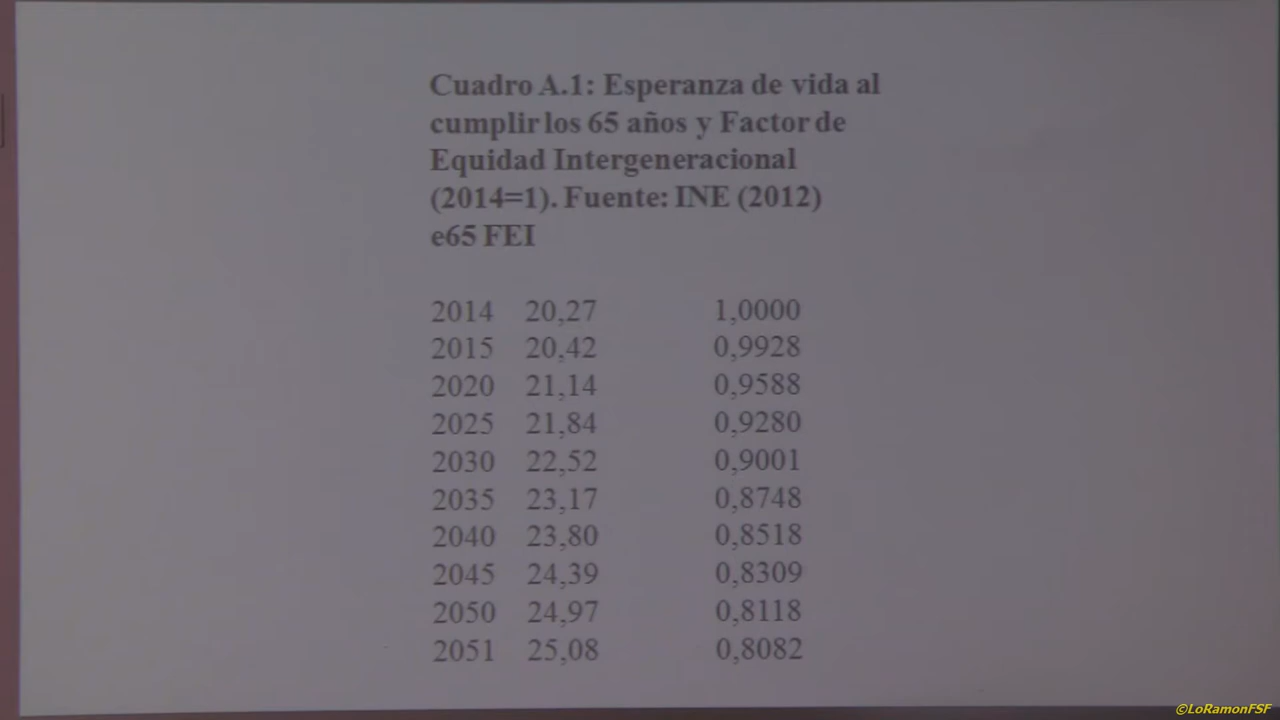 Cuadro A.1: Esperanza de vida al
cumplir los 65 años y Factor de
Equidad Intergeneracional
(2014=1). Fuente: INE (2012)
e65 FEI
2014 20,27 1,0000
2015 20,42 0,9928
2020 21,14 0,9588
2025 21,84 0,9280
2030 22,52 0,9001
2035 23,17 0,8748
2040 23,80 0,8518
2045 24,39 0,8309
2050 24,97 0,8118
2051 25,08 0,8082
©LoRamonFSF